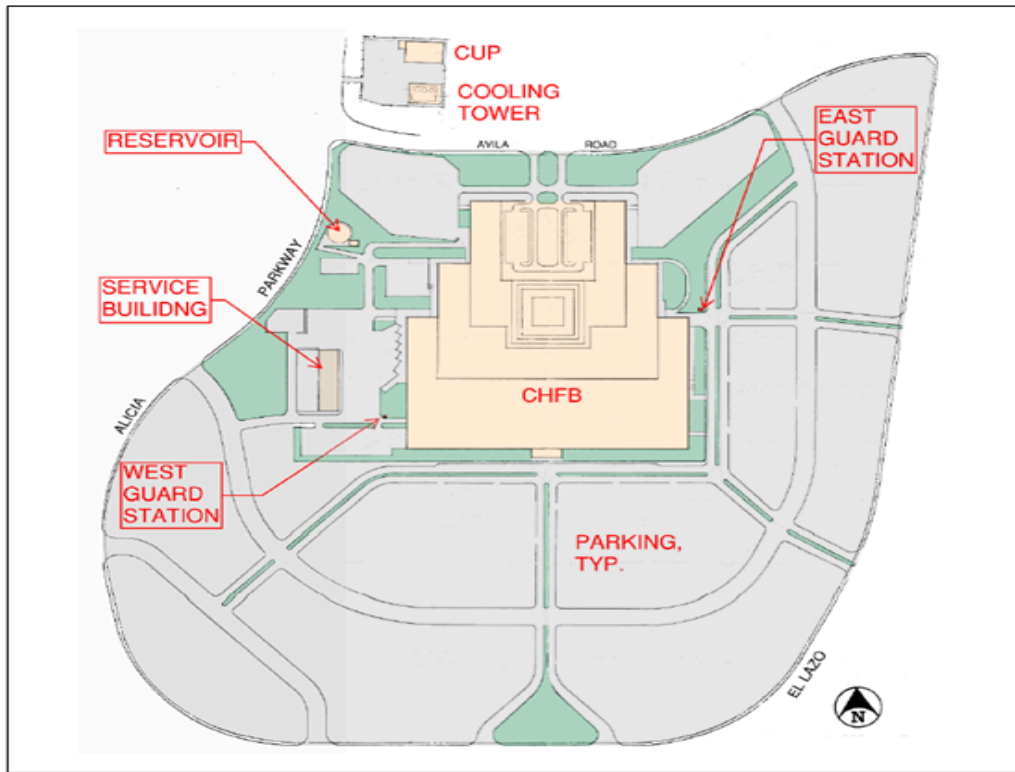 CUP
COOLING
TOWER
EAST
GUARD
STATION
RESERVOIR
AVILA ROAD
PARKWAY
SERVICE
BUILIDNG
CHFB
ALICIA
WEST
GUARD
STATION
PARKING,
TYP.
EL LAZO
N